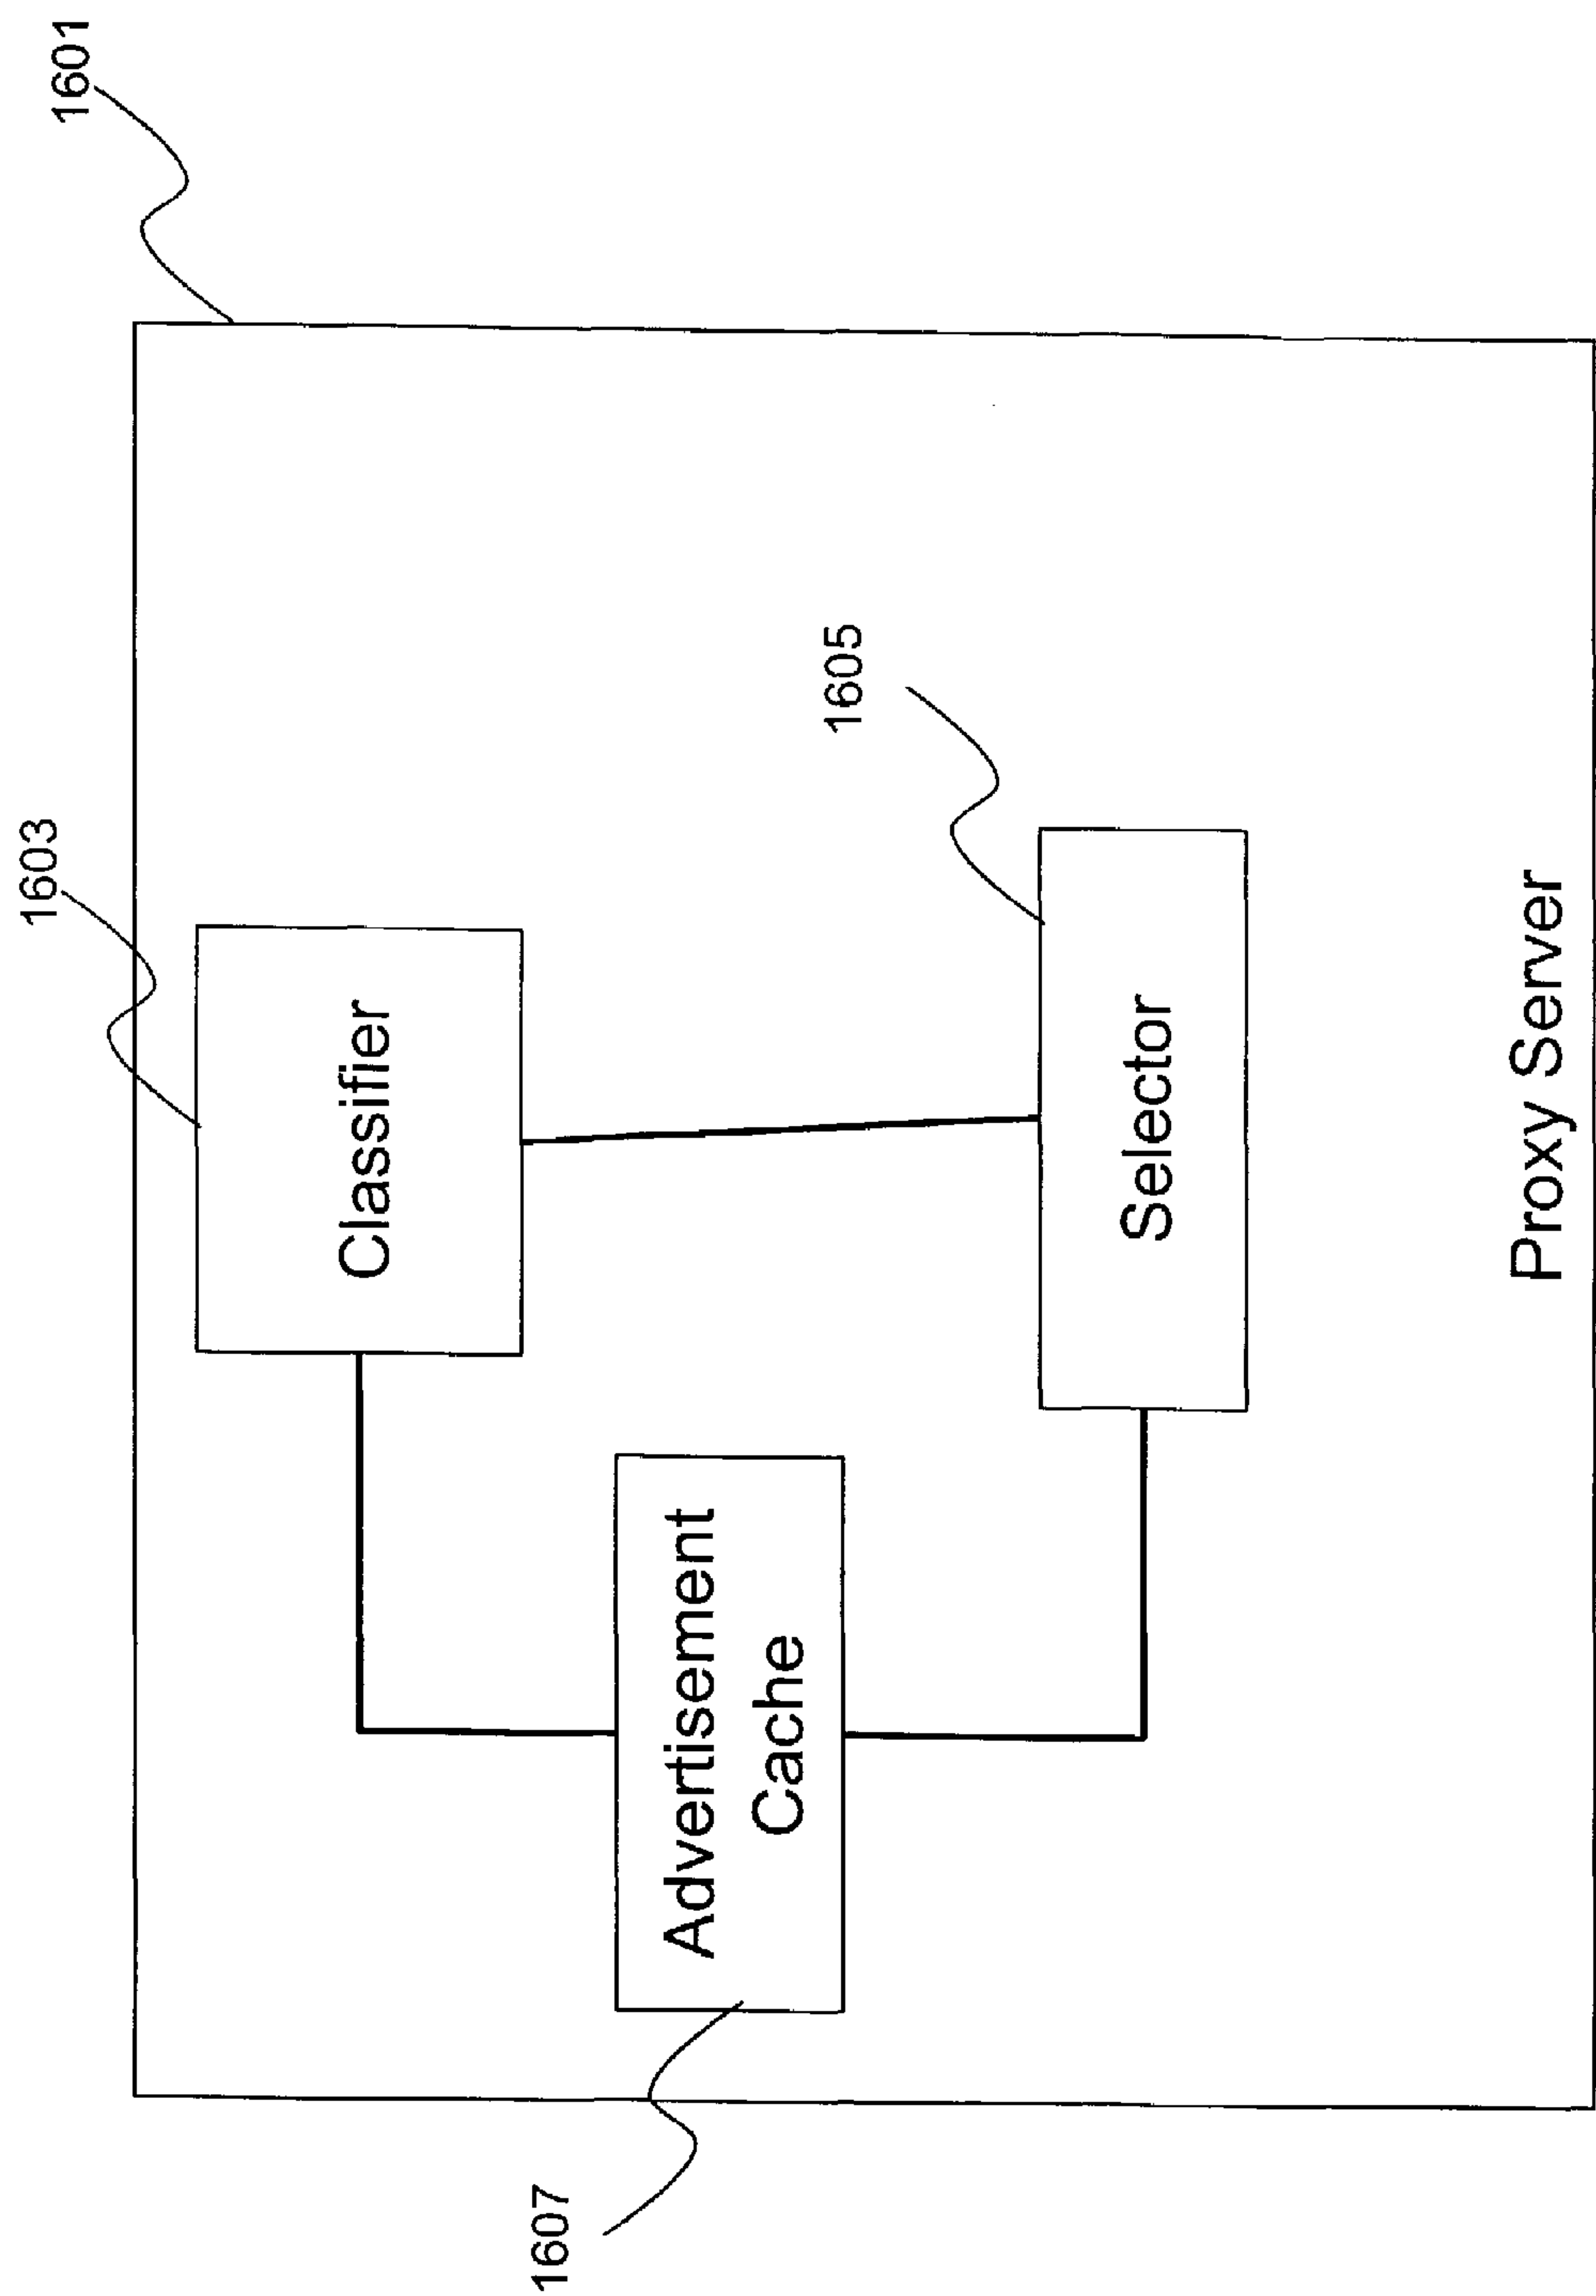 1601
1603
Classifier
1605
Advertisement
Cache
Selector
1607
Proxy Server